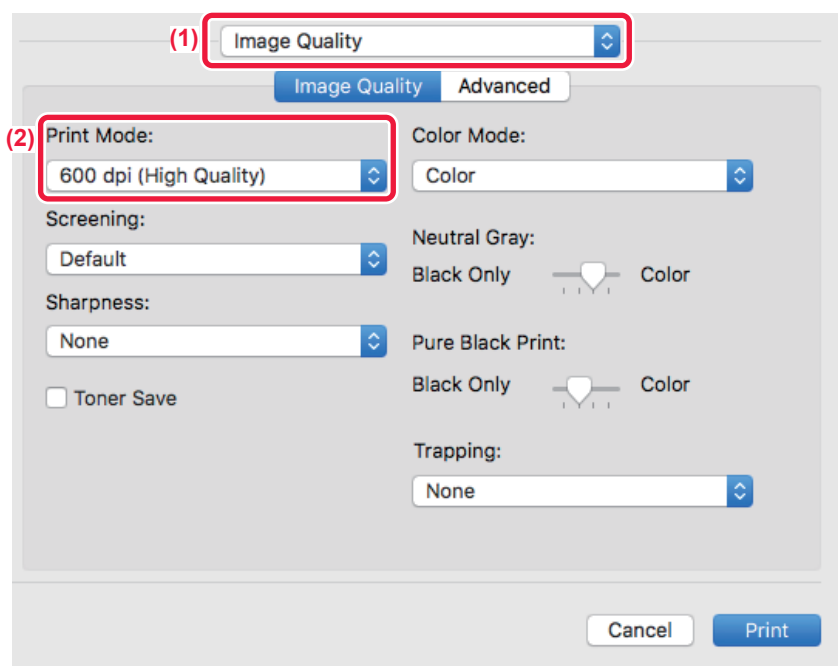 (1) Image Quality
Image Quality Advanced
(2) Print Mode:
600 dpi (High Quality)
Screening:
Default
Sharpness:
None
Toner Save
Color Mode:
Color
Neutral Gray:
Black Only Color
Pure Black Print:
Black Only Color
Trapping:
None
Cancel Print